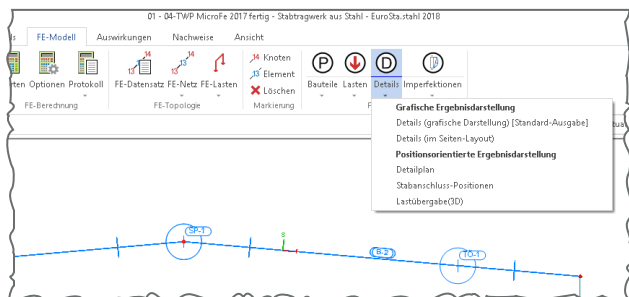 01 - 04-TWP MicroFe 2017 fertig - Stabtragwerk aus Stahl - EuroSta.stahl 2018
FE-Modell Auswirkungen Nachweise Ansicht
Optionen Protokoll FE-Datensatz FE-Netz FE-Lasten
14 Knoten
13 Element
Löschen
Bauteile Lasten Details Imperfektionen
FE-Berechnung FE-Topologie Markierung
Grafische Ergebnisdarstellung
Details (grafische Darstellung) [Standard-Ausgabe]
Details (im Seiten-Layout)
Positionsorientierte Ergebnisdarstellung
Detailplan
Stabanschluss-Positionen
Lastübergabe(3D)
SP-1
s
r
B-2
TO-1